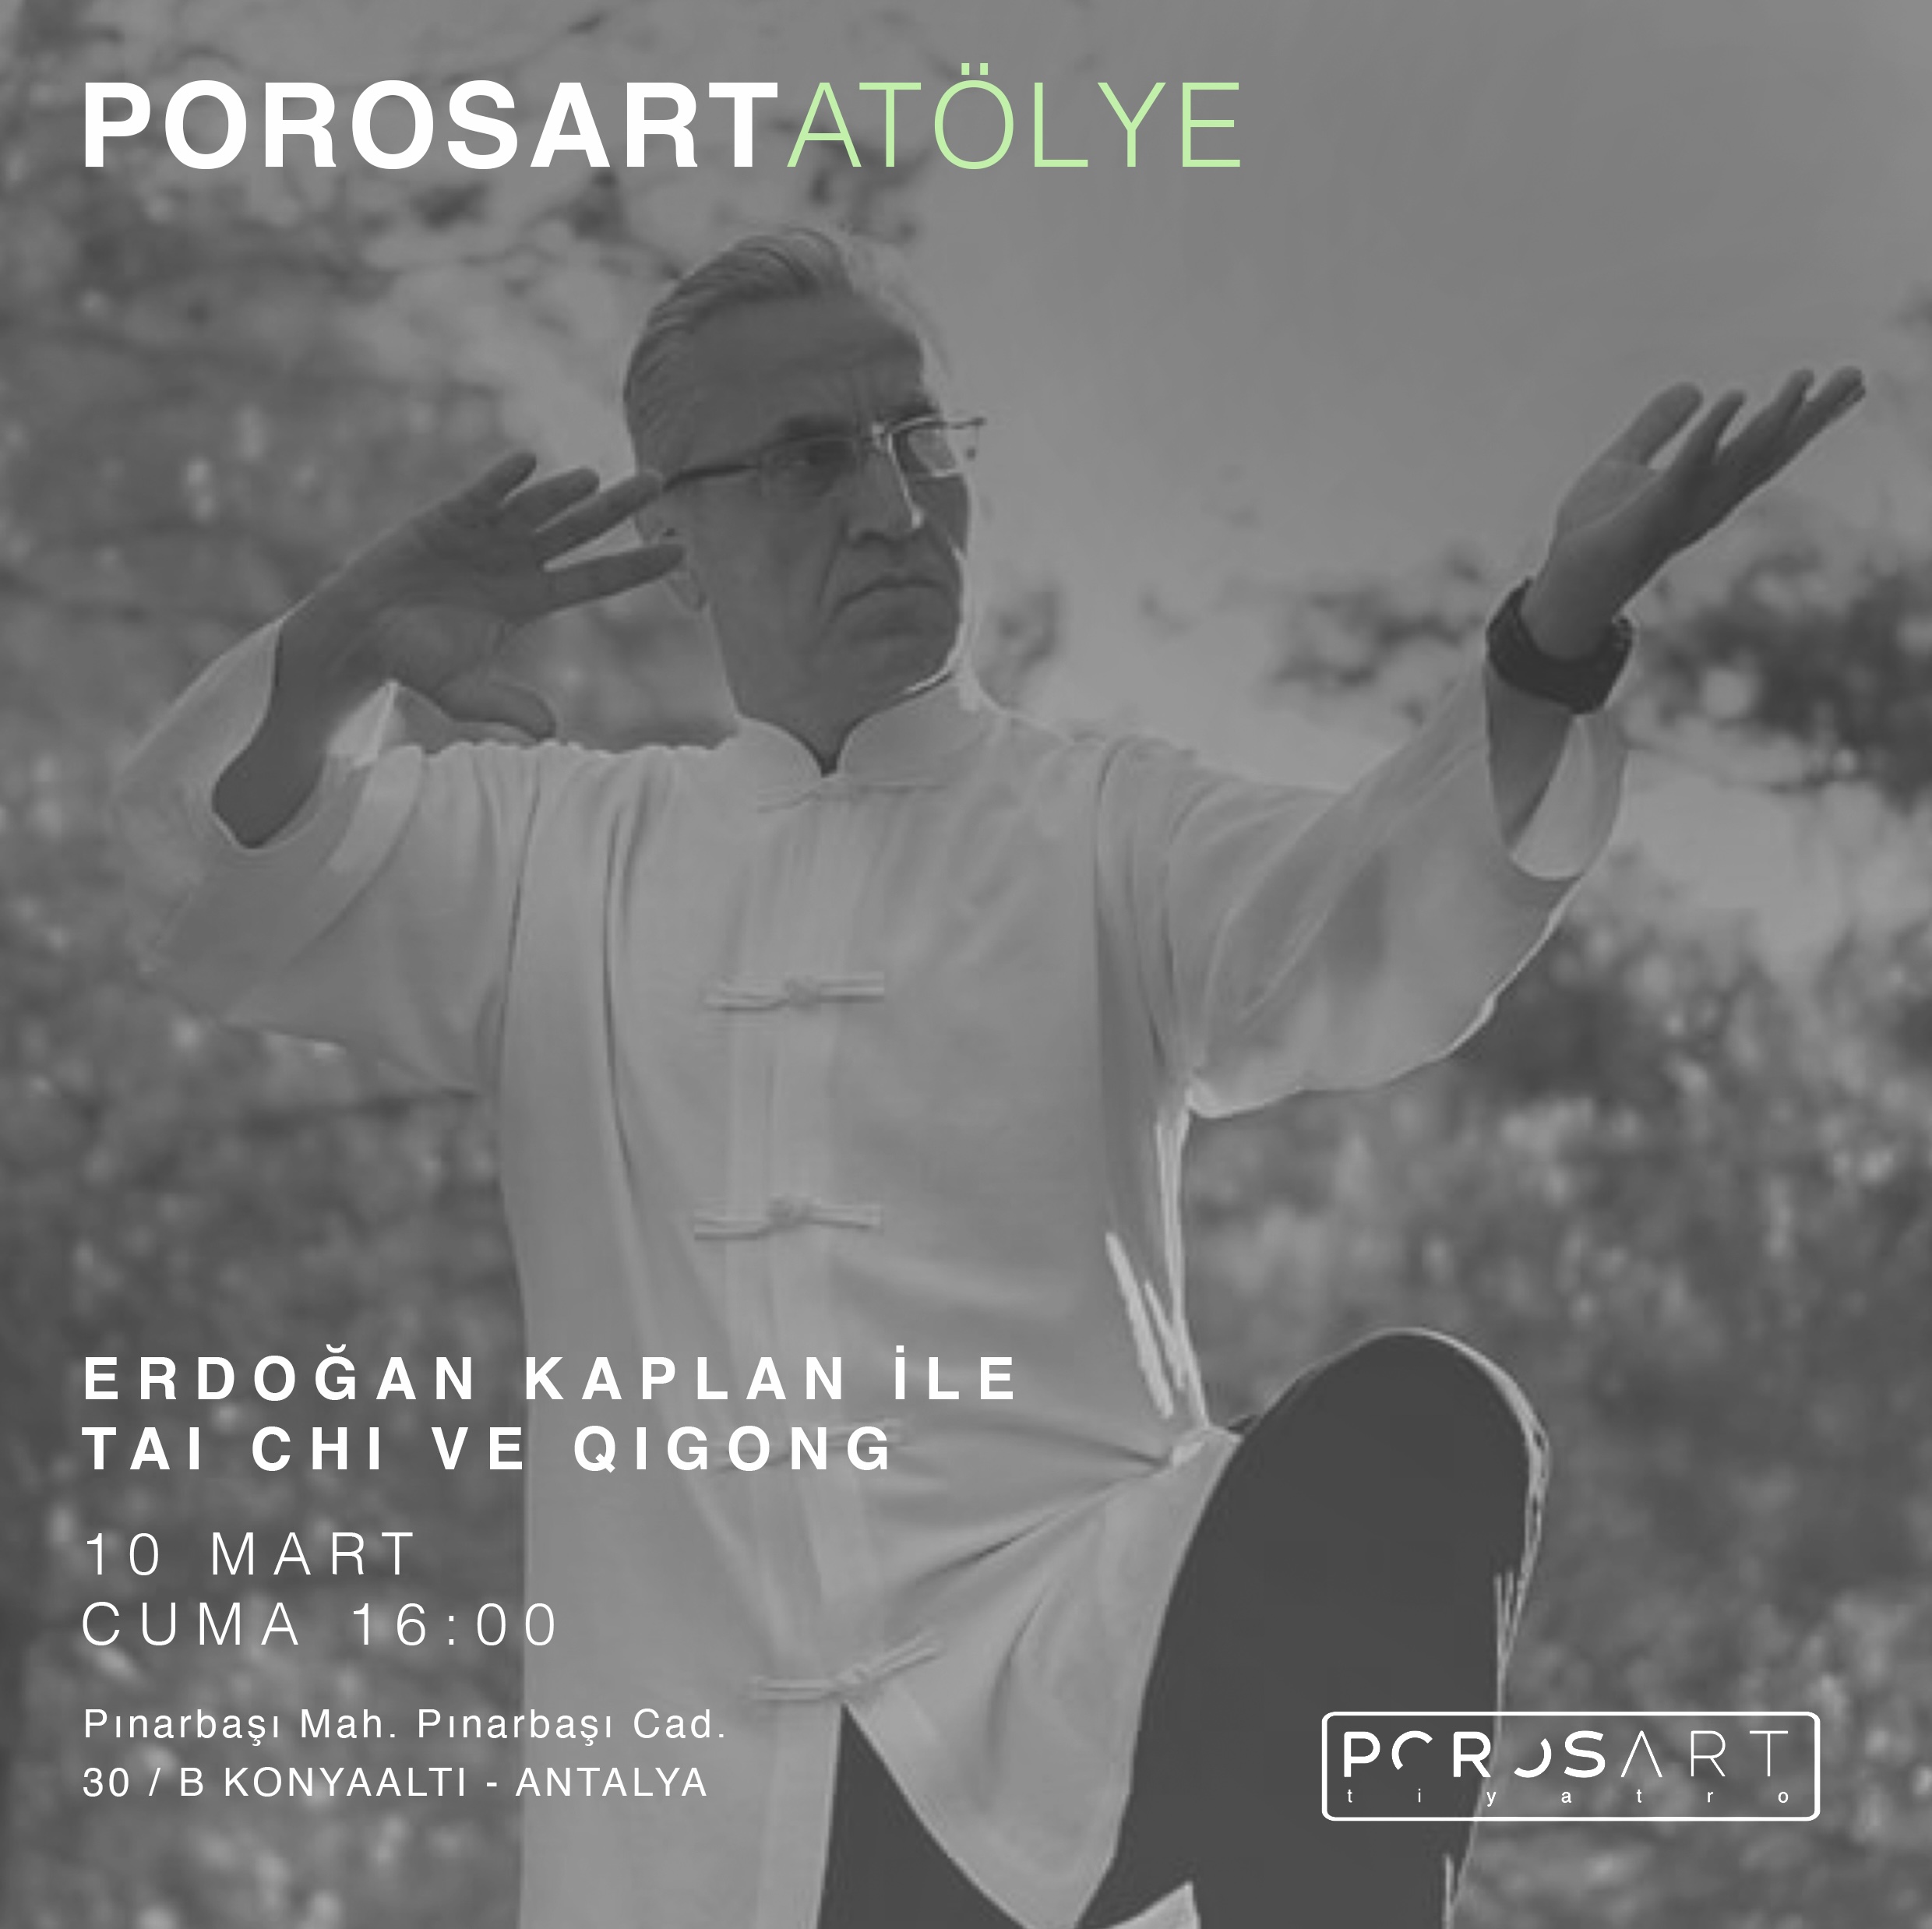 POROSARTATÖLYE
ERDOĞAN KAPLAN İLE
TAI CHI VE QIGONG
10 MART
CUMA 16:00
Pınarbaşı Mah. Pınarbaşı Cad.
30 / B KONYAALTI - ANTALYA
POROSART
tiyatro